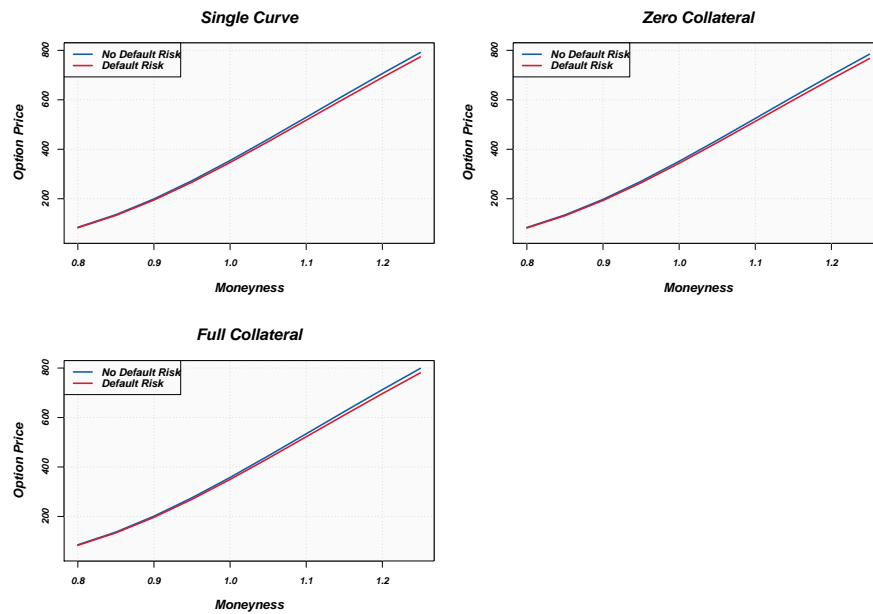 Single Curve
No Default Risk
Default Risk
Option Price
800
600
400
200
0.8 0.9 1.0 1.1 1.2
Moneyness
Zero Collateral
No Default Risk
Default Risk
Option Price
800
600
400
200
0.8 0.9 1.0 1.1 1.2
Moneyness
Full Collateral
No Default Risk
Default Risk
Option Price
800
600
400
200
0.8 0.9 1.0 1.1 1.2
Moneyness